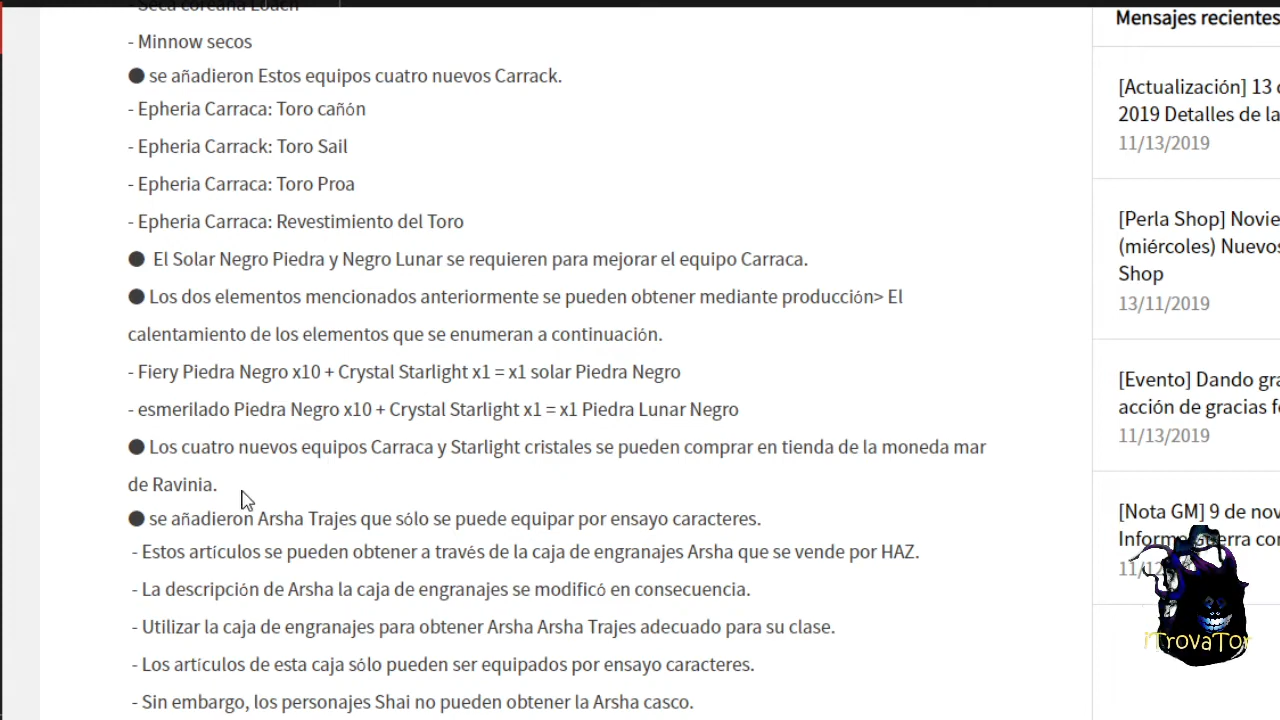 - Seca coreana Loach
- Minnow secos
● se añadieron Estos equipos cuatro nuevos Carrack.
- Epheria Carraca: Toro cañón
- Epheria Carrack: Toro Sail
- Epheria Carraca: Toro Proa
- Epheria Carraca: Revestimiento del Toro
● El Solar Negro Piedra y Negro Lunar se requieren para mejorar el equipo Carraca.
● Los dos elementos mencionados anteriormente se pueden obtener mediante producción> El
calentamiento de los elementos que se enumeran a continuación.
- Fiery Piedra Negro x10 + Crystal Starlight x1 = x1 solar Piedra Negro
- esmerilado Piedra Negro x10 + Crystal Starlight x1 = x1 Piedra Lunar Negro
● Los cuatro nuevos equipos Carraca y Starlight cristales se pueden comprar en tienda de la moneda mar
de Ravinia.
● se añadieron Arsha Trajes que sólo se puede equipar por ensayo caracteres.
- Estos artículos se pueden obtener a través de la caja de engranajes Arsha que se vende por HAZ.
- La descripción de Arsha la caja de engranajes se modificó en consecuencia.
- Utilizar la caja de engranajes para obtener Arsha Arsha Trajes adecuado para su clase.
- Los artículos de esta caja sólo pueden ser equipados por ensayo caracteres.
- Sin embargo, los personajes Shai no pueden obtener la Arsha casco.
Mensajes recientes
[Actualización] 13
2019 Detalles de la
11/13/2019
[Perla Shop]
(miércoles)
Shop
13/11/2019
[Evento] Dando
acción de gracias
11/13/2019
[Nota GM] 9 de
11/12
iTrovaTor